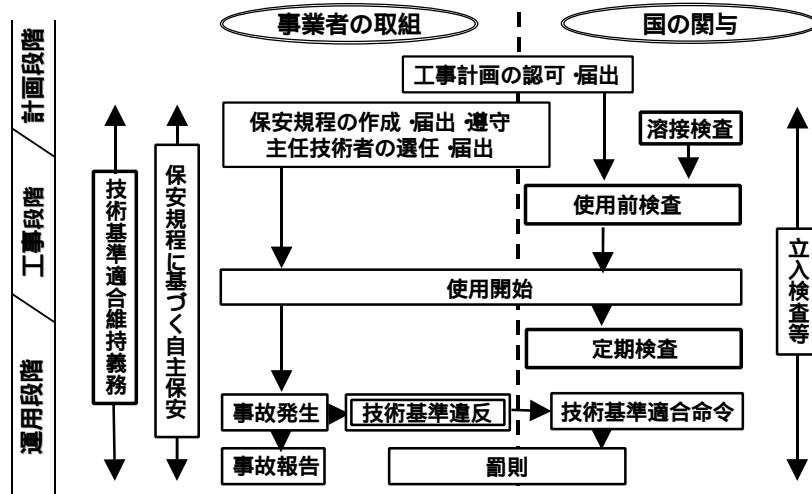 事業者の取組
国の関与
計画段階
工事段階
運用段階
工事計画の認可・届出
保安規程の作成・届出・遵守
主任技術者の選任・届出
溶接検査
使用前検査
技術基準適合維持義務
保安規程に基づく自主保安
立入検査等
使用開始
定期検査
事故発生
技術基準違反
技術基準適合命令
事故報告
罰則